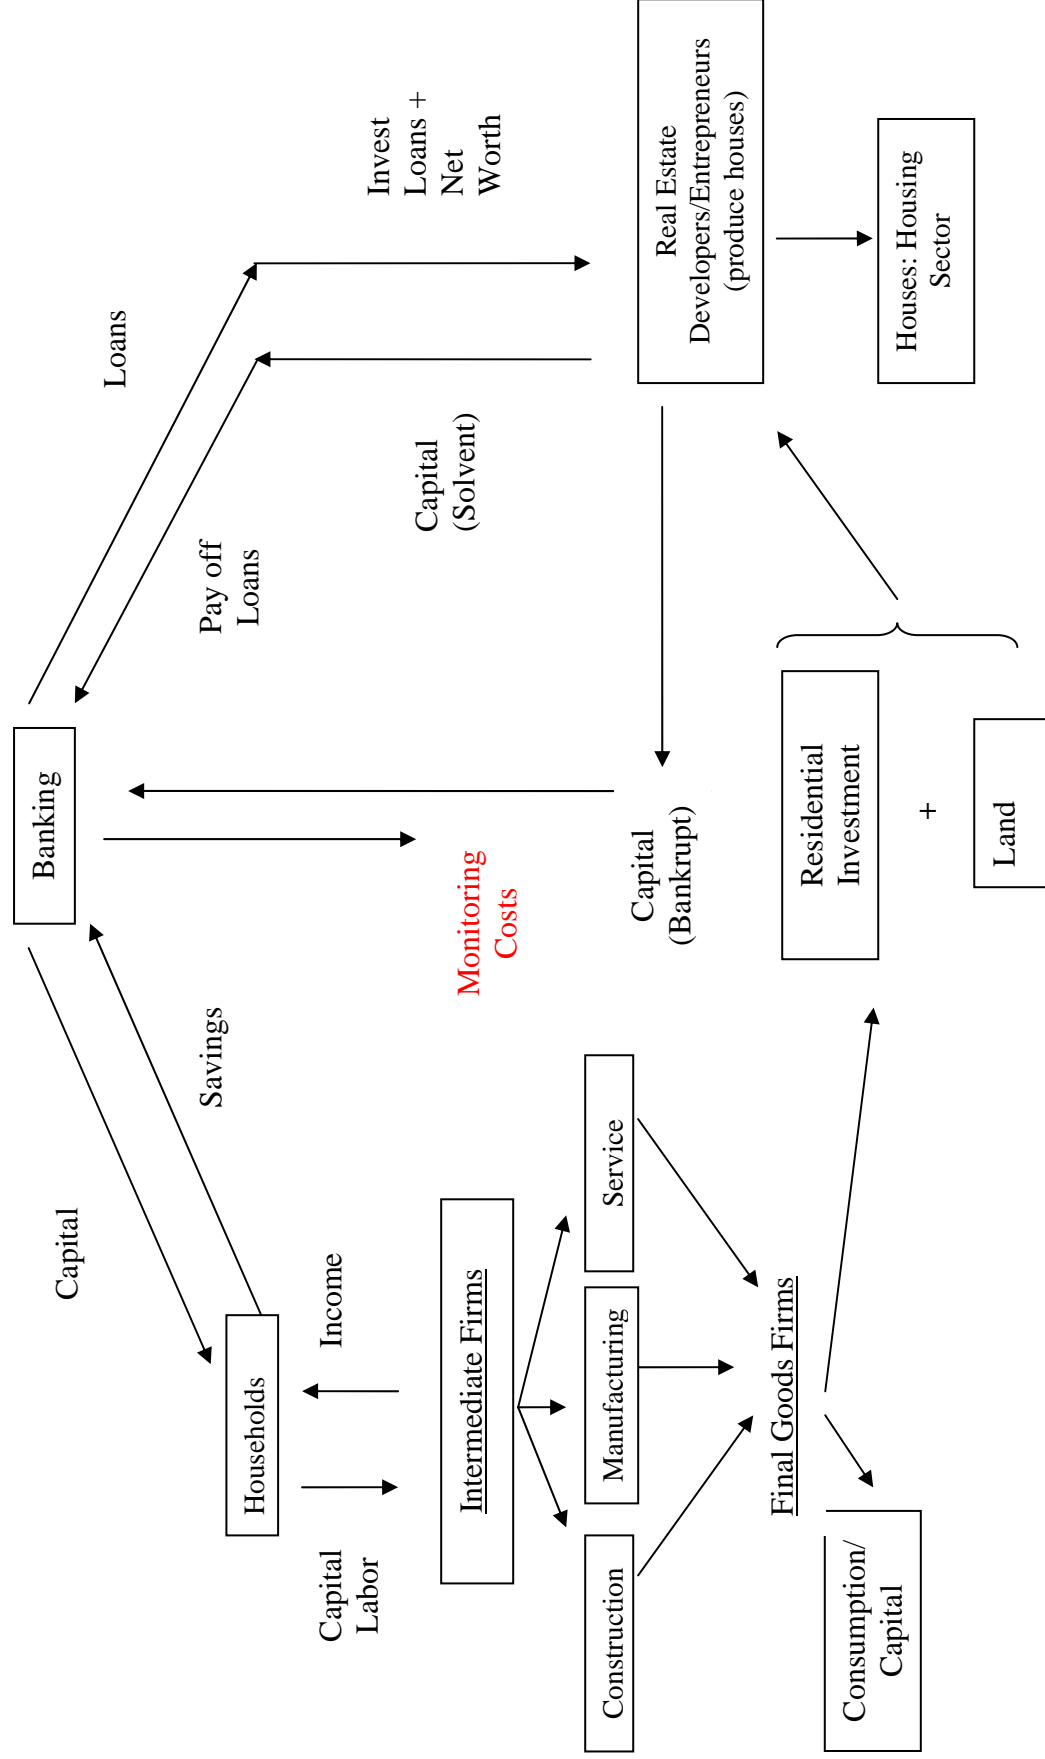 Banking
Capital
Savings
Loans
Pay off
Loans
Households
Capital
Labor
Income
Monitoring
Costs
Capital
(Solvent)
Invest
Loans +
Net
Worth
Intermediate Firms
Construction
Manufacturing
Service
Capital
(Bankrupt)
Real Estate
Developers/Entrepreneurs
(produce houses)
Final Goods Firms
Residential
Investment
+
Land
Consumption/
Capital
Houses: Housing
Sector